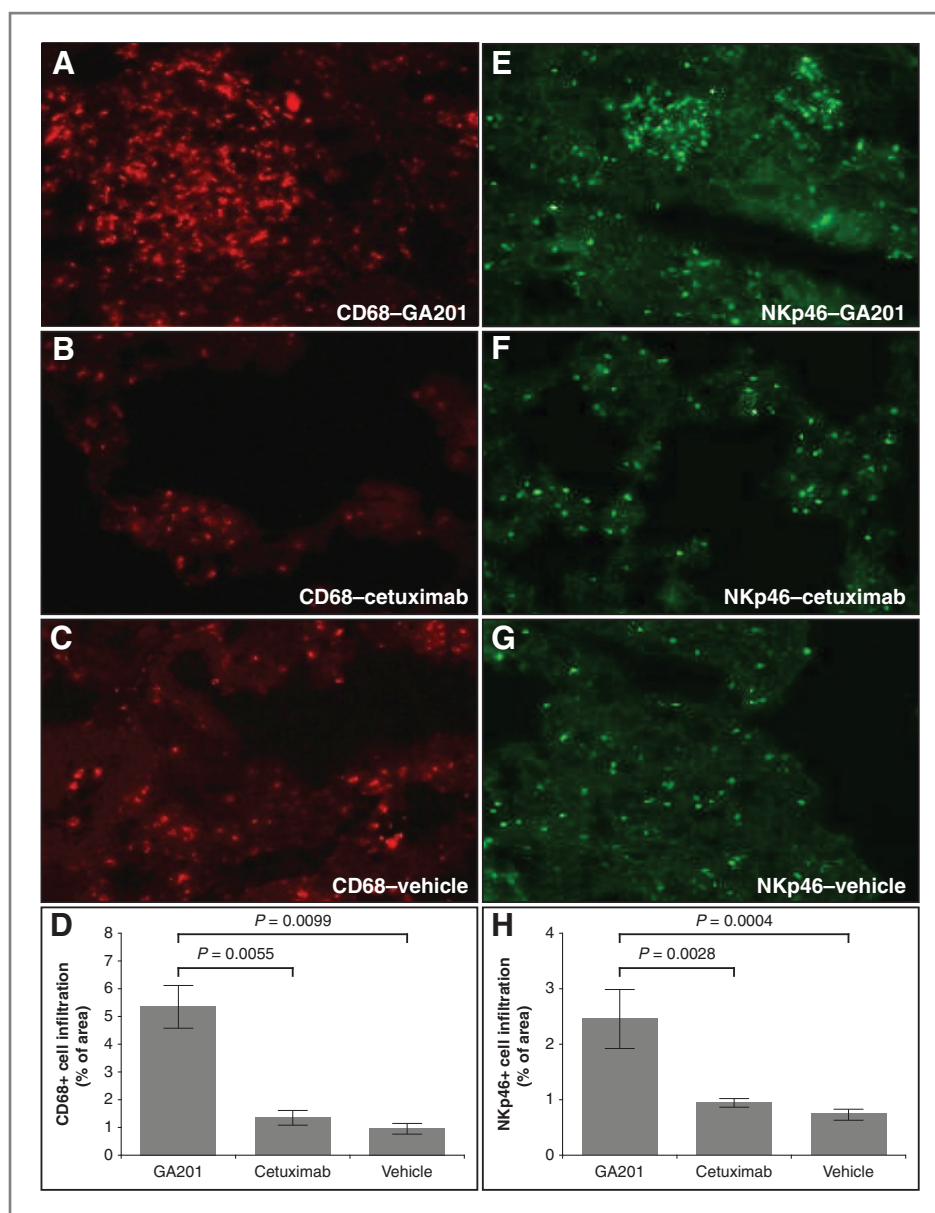 A
CD68–GA201
E
NKp46–GA201
B
CD68–cetuximab
F
NKp46–cetuximab
C
CD68–vehicle
G
NKp46–vehicle
D
P = 0.0099
P = 0.0055
CD68+ cell infiltration
(% of area)
8
7
6
5
4
3
2
1
0
GA201 Cetuximab Vehicle
H
P = 0.0004
P = 0.0028
NKp46+ cell infiltration
(% of area)
4
3
2
1
0
GA201 Cetuximab Vehicle